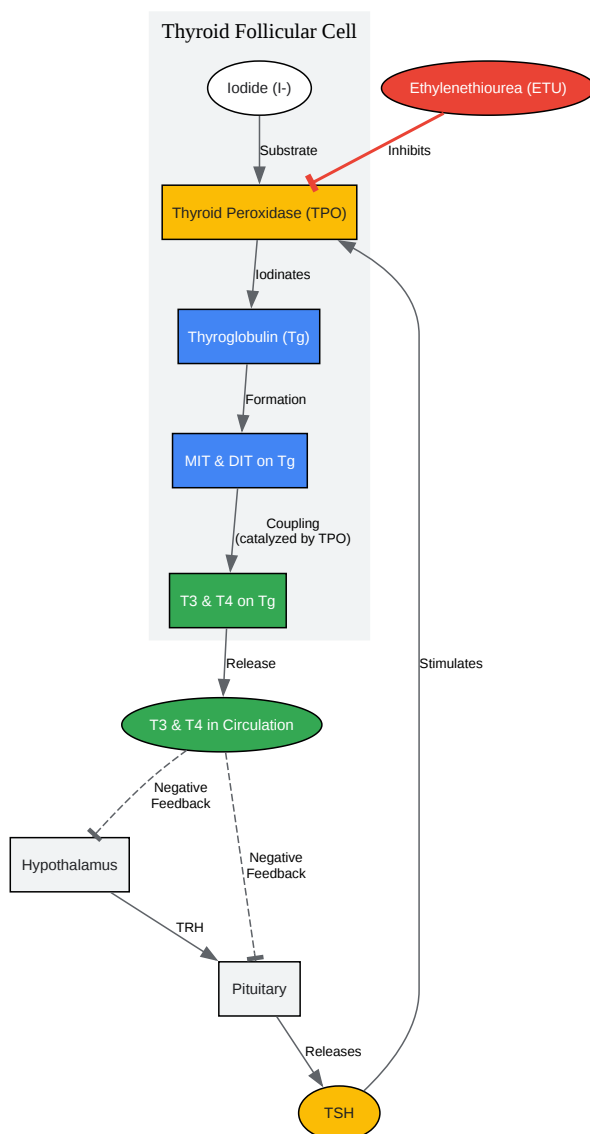 Thyroid Follicular Cell
Iodide (I-)
Ethylenethiourea (ETU)
Substrate
Inhibits
Thyroid Peroxidase (TPO)
Iodinates
Thyroglobulin (Tg)
Formation
MIT & DIT on Tg
Coupling
(catalyzed by TPO)
T3 & T4 on Tg
Release
Stimulates
T3 & T4 in Circulation
Negative
Feedback
Negative
Feedback
Hypothalamus
TRH
Pituitary
Releases
TSH